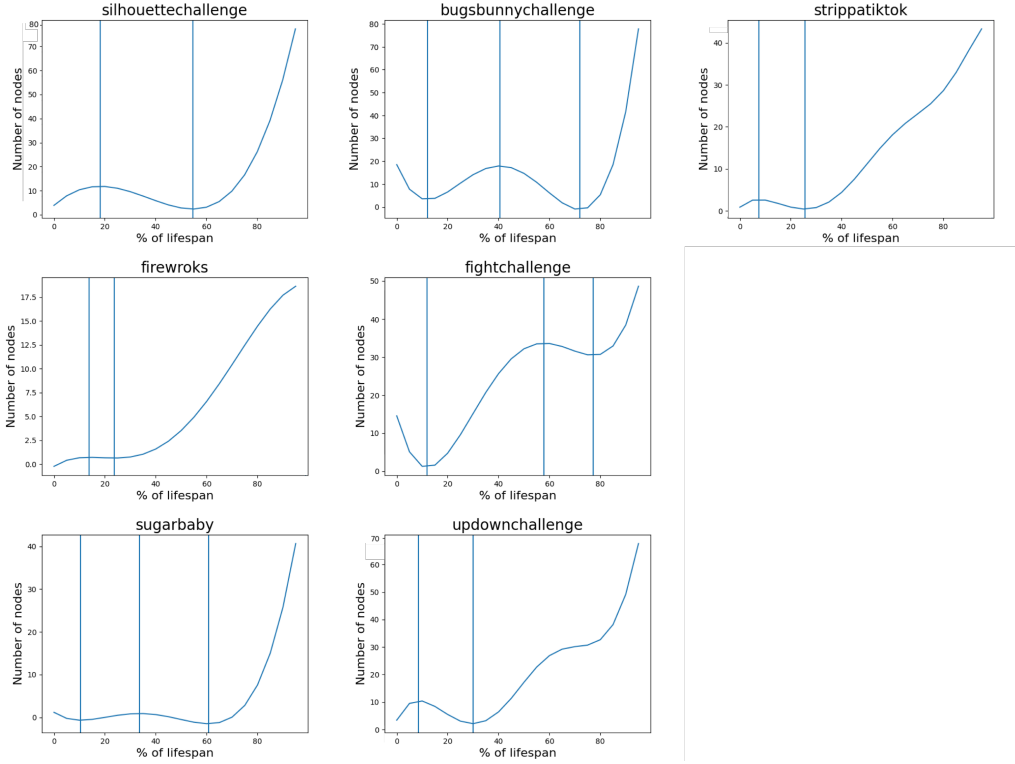 silhouettechallenge
Number of nodes
80
70
60
50
40
30
20
10
0
0 20 40 60 80
% of lifespan
bugsbunnychallenge
Number of nodes
80
70
60
50
40
30
20
10
0
0 20 40 60 80
% of lifespan
strippatiktok
Number of nodes
40
30
20
10
0
0 20 40 60 80
% of lifespan
firewroks
Number of nodes
17.5
15.0
12.5
10.0
7.5
5.0
2.5
0.0
0 20 40 60 80
% of lifespan
fightchallenge
Number of nodes
50
40
30
20
10
0
0 20 40 60 80
% of lifespan
sugarbaby
Number of nodes
40
30
20
10
0
0 20 40 60 80
% of lifespan
updownchallenge
Number of nodes
70
60
50
40
30
20
10
0
0 20 40 60 80
% of lifespan